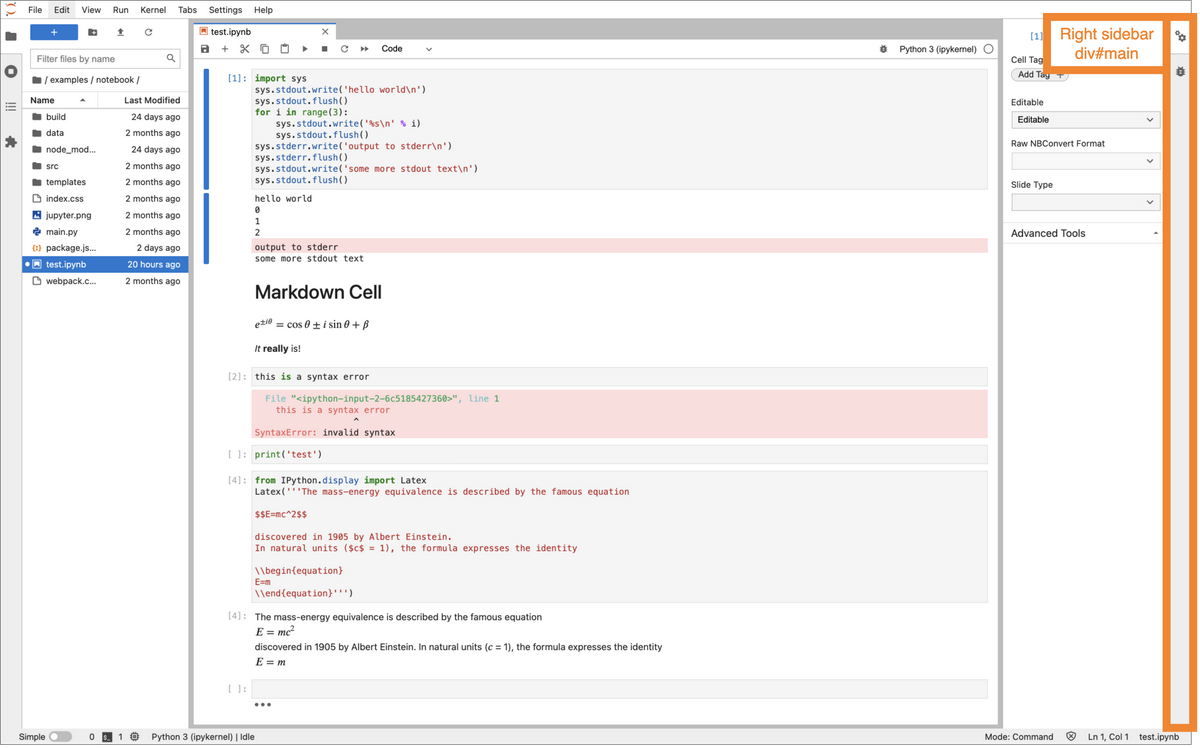 File Edit View Run Kernel Tabs Settings Help
test.ipynb
Code
Python 3 (ipykernel)
Filter files by name
/ examples / notebook /
Name Last Modified
build 24 days ago
data 2 months ago
node_mod... 24 days ago
src 2 months ago
templates 2 months ago
index.css 2 months ago
jupyter.png 2 months ago
main.py 2 months ago
package.js... 2 days ago
test.ipynb 20 hours ago
webpack.c... 2 months ago
[1]: import sys
sys.stdout.write('hello world\n')
sys.stdout.flush()
for i in range(3):
    sys.stdout.write('%s\n' % i)
    sys.stdout.flush()
sys.stderr.write('output to stderr\n')
sys.stderr.flush()
sys.stdout.write('some more stdout text\n')
sys.stdout.flush()
hello world
0
1
2
output to stderr
some more stdout text
Markdown Cell
e±iθ = cos θ ± i sin θ + β
It really is!
[2]: this is a syntax error
File "<ipython-input-2-6c5185427360>", line 1
this is a syntax error
^
SyntaxError: invalid syntax
[ ]: print('test')
[4]: from IPython.display import Latex
Latex('''The mass-energy equivalence is described by the famous equation
$$E=mc^2$$
discovered in 1905 by Albert Einstein.
In natural units ($c$ = 1), the formula expresses the identity
\\begin{equation}
E=m
\\end{equation}''')
[4]: The mass-energy equivalence is described by the famous equation
E = mc²
discovered in 1905 by Albert Einstein. In natural units (c = 1), the formula expresses the identity
E = m
[ ]:
[1]
Right sidebar
div#main
Cell Tag
Add Tag +
Editable
Editable
Raw NBConvert Format
Slide Type
Advanced Tools
Simple 0 1 Python 3 (ipykernel) | Idle
Mode: Command Ln 1, Col 1 test.ipynb